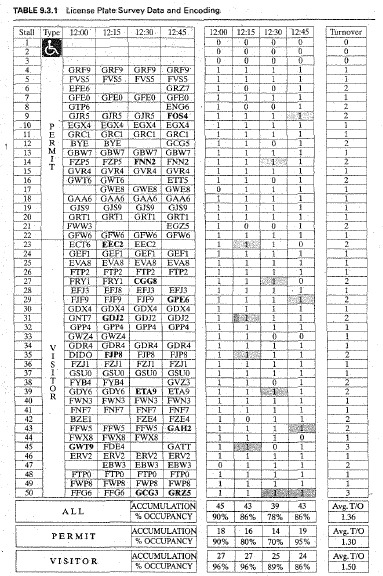 TABLE 9.3.1 License Plate Survey Data and Encoding.
Stall Type 12:00 12:15 12:30 12:45 12:00 12:15 12:30 12:45 Turnover
1 0 0 0 0 0
2 0 0 0 0 0
3 0 0 0 0 0
4 GRF9 GRF9 GRF9 GRF9 1 1 1 1 1
5 FVS5 FVS5 FVS5 FVS5 1 1 1 1 1
6 EFE6 GRZ7 1 0 0 1 2
7 GFE0 GFE0 GFE0 GFE0 1 1 1 1 1
8 GTP6 ENG6 1 0 0 1 2
9 GJR5 GJR5 GJR5 FOS4 1 1 1 1 2
10 P EGX4 EGX4 EGX4 EGX4 1 1 1 1 1
11 E GRC1 GRC1 GRC1 GRC1 1 1 1 1 1
12 R BYE BYE GCG5 1 1 0 1 2
13 M GBW7 GBW7 GBW7 GBW7 1 1 1 1 1
14 I FZP5 FZP5 FNN2 FNN2 1 1 1 1 2
15 T GVR4 GVR4 GVR4 GVR4 1 1 1 1 1
16 GWT6 GWT6 ETT5 1 1 0 1 2
17 GWE8 GWE8 GWE8 0 1 1 1 1
18 GAA6 GAA6 GAA6 GAA6 1 1 1 1 1
19 GJS9 GJS9 GJS9 GJS9 1 1 1 1 1
20 GRT1 GRT1 GRT1 GRT1 1 1 1 1 1
21 FWW3 EGZ5 1 0 0 1 2
22 GFW6 GFW6 GFW6 GFW6 1 1 1 1 1
23 ECT6 EEC2 EEC2 1 1 1 0 2
24 GEF1 GEF1 GEF1 GEF1 1 1 1 1 1
25 EVA8 EVA8 EVA8 EVA8 1 1 1 1 1
26 FTP2 FTP2 FTP2 FTP2 1 1 1 1 1
27 FRY1 FRY1 CGG8 1 1 1 0 2
28 EFJ3 EFJ8 EFJ3 EFJ3 1 1 1 1 1
29 FJF9 FJF9 FJF9 GPE6 1 1 1 1 2
30 GDX4 GDX4 GDX4 GDX4 1 1 1 1 1
31 GNT7 GDJ2 GDJ2 GDJ2 1 1 1 1 2
32 GPP4 GPP4 GPP4 GPP4 1 1 1 1 1
33 GWZ4 GWZ4 1 1 0 0 1
34 V GDR4 GDR4 GDR4 GDR4 1 1 1 1 1
35 I DIDO FJP8 FJP8 FJP8 1 1 1 1 2
36 S FZJ1 FZJ1 FZJ1 FZJ1 1 1 1 1 1
37 I GSU0 GSU0 GSU0 GSU0 1 1 1 1 1
38 T FYB4 FYB4 GVZ3 1 1 0 1 2
39 O GDY6 GDY6 ETA9 ETA9 1 1 1 1 2
40 R FWN3 FWN3 FWN3 FWN3 1 1 1 1 1
41 FNF7 FNF7 FNF7 FNF7 1 1 1 1 1
42 BZE1 FZE4 FZE4 1 0 1 1 2
43 FFW5 FFW5 FFW5 GAH2 1 1 1 1 2
44 FWX8 FWX8 FWX8 1 1 1 0 1
45 GWT9 FDE4 GATT 1 1 0 1 3
46 ERV2 ERV2 ERV2 ERV2 1 1 1 1 1
47 EBW3 EBW3 EBW3 0 1 1 1
48 FTP0 FTP0 FTP0 FTP0 1 1 1 1 1
49 FWP8 FWP8 FWP8 FWP8 1 1 1 1 1
50 FFG6 FFG6 GCG3 GRZ5 1 1 1 1 3
ALL ACCUMULATION 45 43 39 43 Avg. T/O
% OCCUPANCY 90% 86% 78% 86% 1.36
PERMIT ACCUMULATION 18 16 14 19 Avg. T/O
% OCCUPANCY 90% 80% 70% 95% 1.30
VISITOR ACCUMULATION 27 27 25 24 Avg. T/O
% OCCUPANCY 96% 96% 89% 86% 1.50